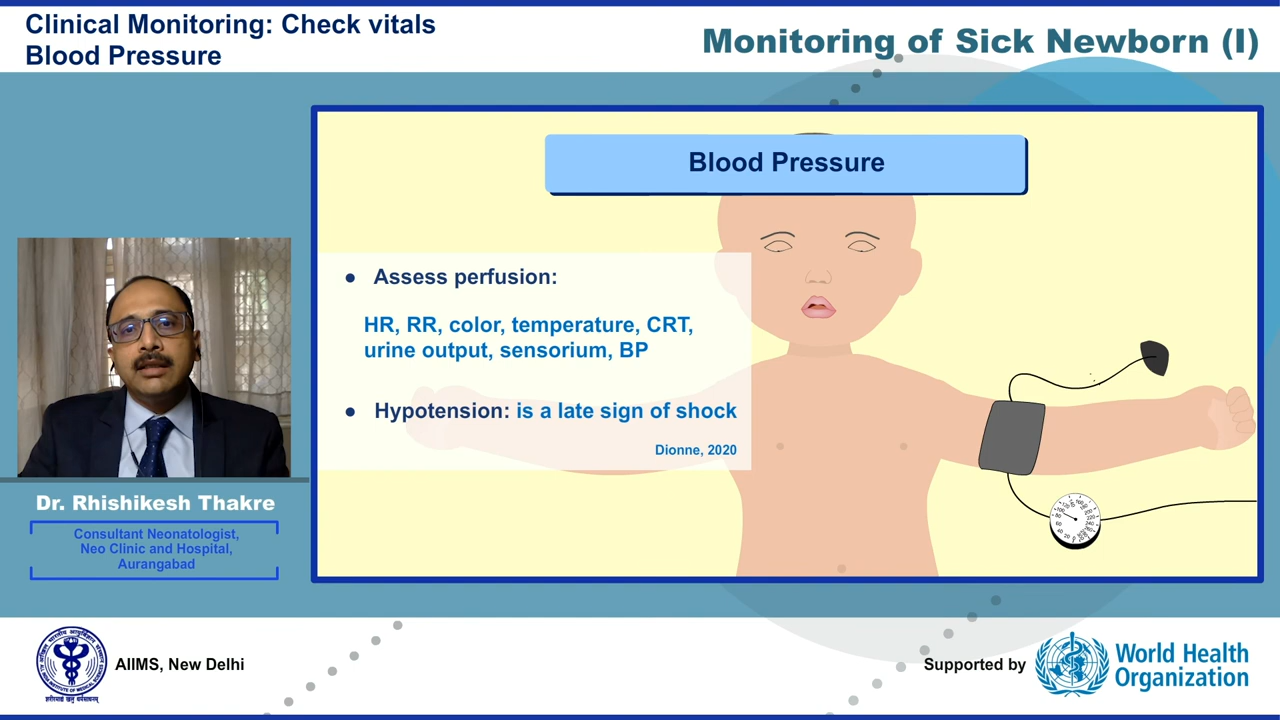 Clinical Monitoring: Check vitals
Blood Pressure
Monitoring of Sick Newborn (I)
Blood Pressure
● Assess perfusion:
HR, RR, color, temperature, CRT,
urine output, sensorium, BP
● Hypotension: is a late sign of shock
Dionne, 2020
Dr. Rhishikesh Thakre
Consultant Neonatologist,
Neo Clinic and Hospital,
Aurangabad
AIIMS, New Delhi
Supported by
World Health
Organization